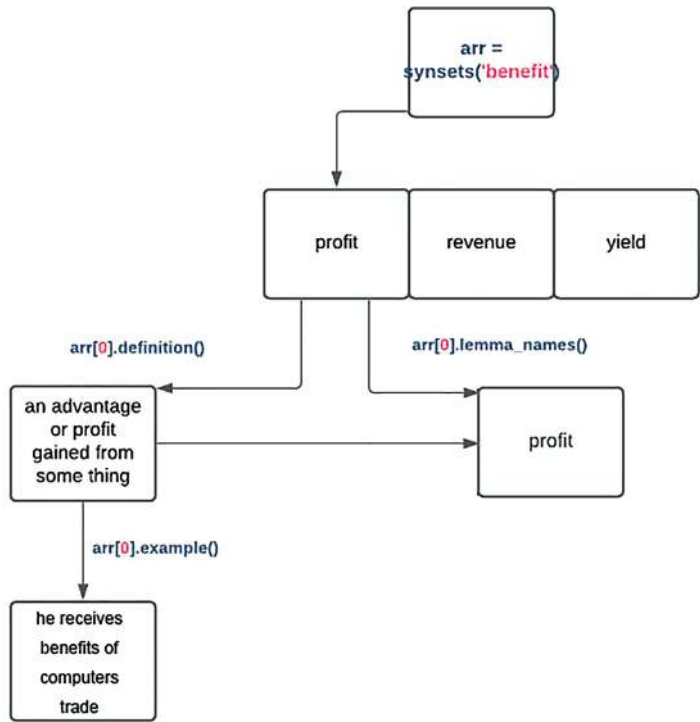 arr =
synsets('benefit')
profit
revenue
yield
arr[0].definition()
arr[0].lemma_names()
an advantage
or profit
gained from
some thing
profit
arr[0].example()
he receives
benefits of
computers
trade